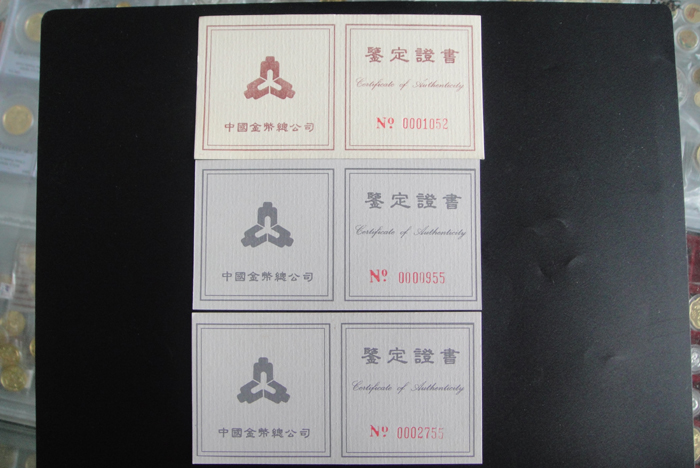 鑒定證書
Certificate of Authenticity
中國金幣總公司
Nº 0001052
鑒定證書
Certificate of Authenticity
中國金幣總公司
Nº 0000955
鑒定證書
Certificate of Authenticity
中國金幣總公司
Nº 0002755